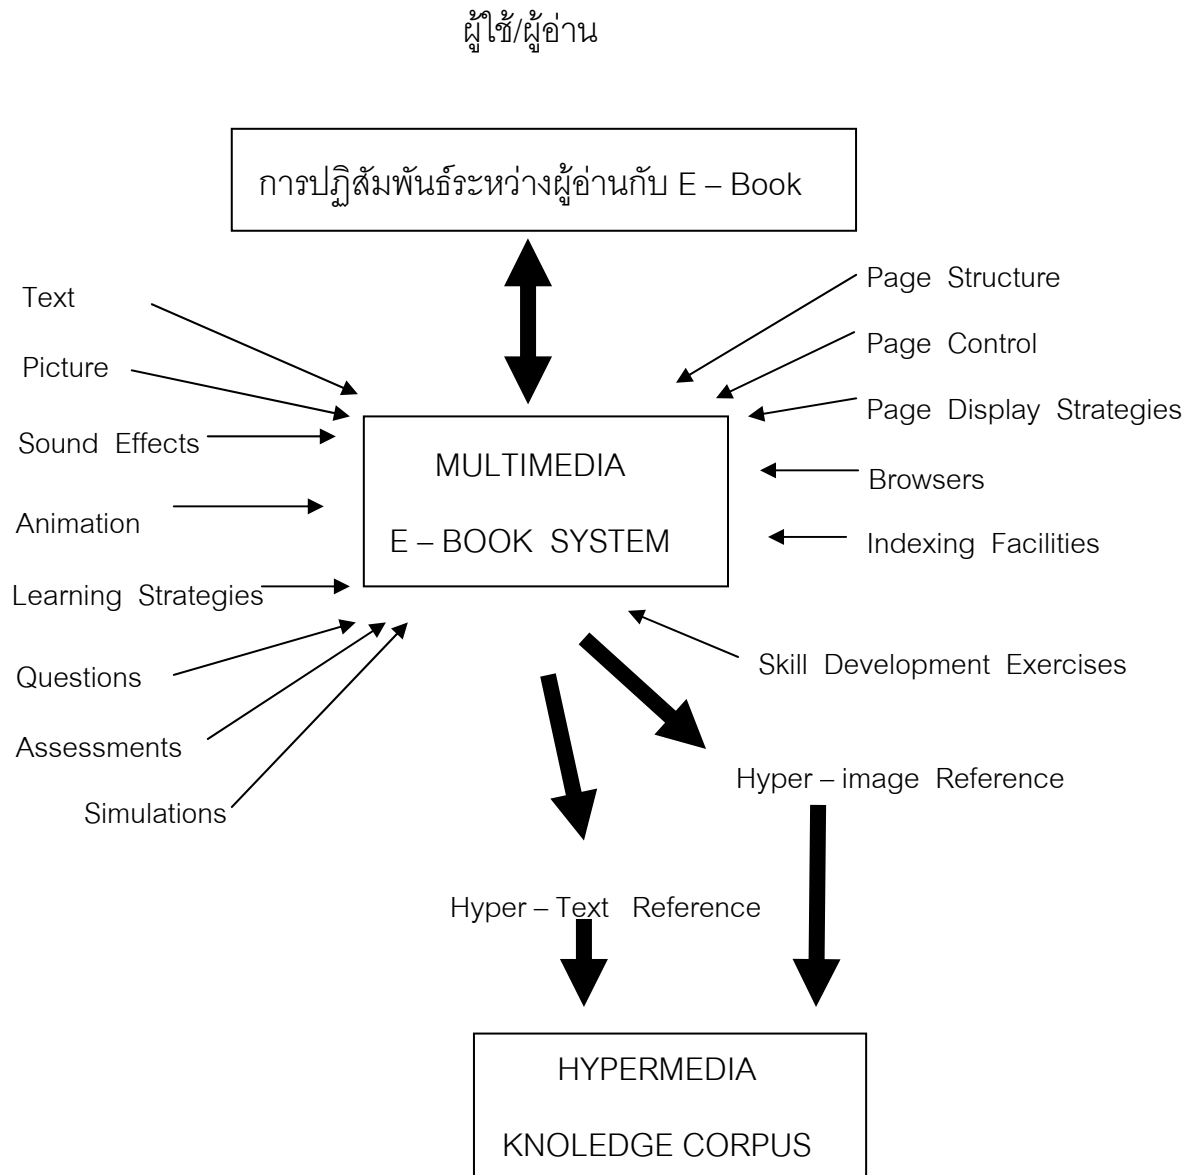 ผู้ใช้/ผู้อ่าน
การปฏิสัมพันธ์ระหว่างผู้อ่านกับ E – Book
Text
Picture
Sound Effects
Animation
Learning Strategies
Questions
Assessments
Simulations
MULTIMEDIA
E – BOOK SYSTEM
Page Structure
Page Control
Page Display Strategies
Browsers
Indexing Facilities
Skill Development Exercises
Hyper – image Reference
Hyper – Text Reference
HYPERMEDIA
KNOLEDGE CORPUS